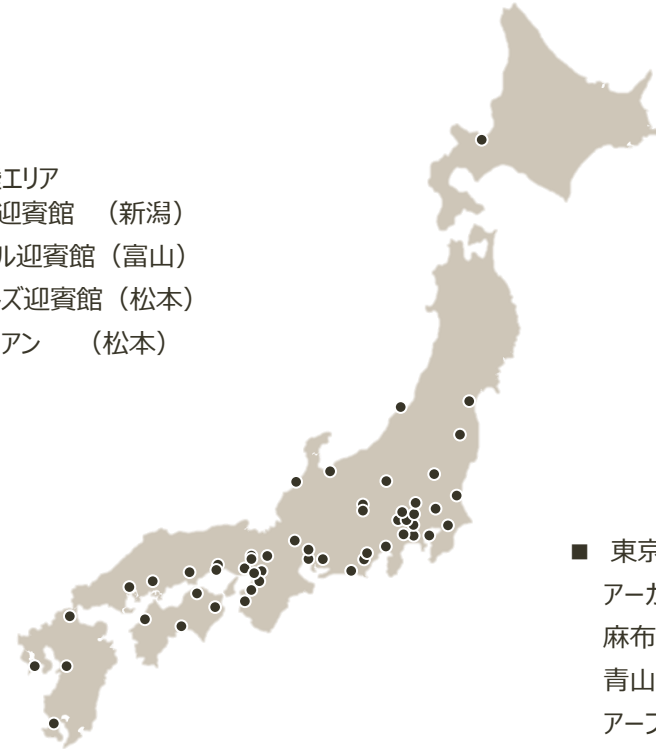 エリア
迎賓館 （新潟）
ル迎賓館（富山）
ズ迎賓館（松本）
アン （松本）
■ 東京
アーカ
麻布
青山
アーフ